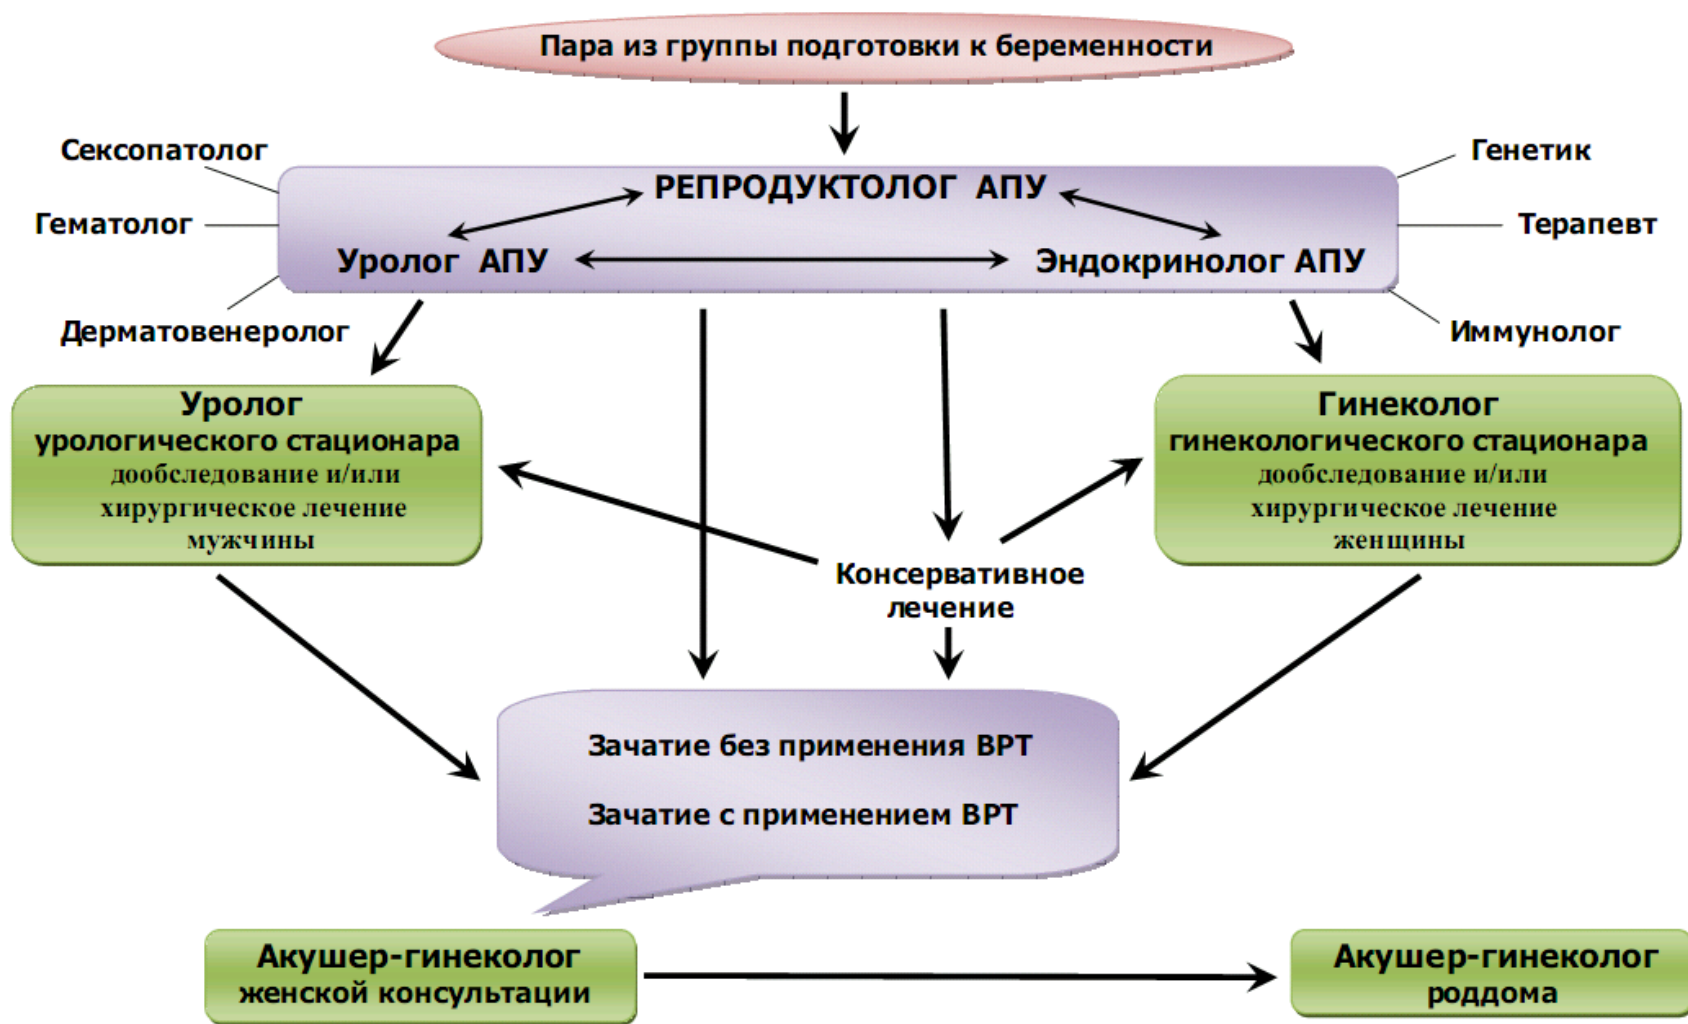 Пара из группы подготовки к беременности
Сексопатолог
Генетик
РЕПРОДУКТОЛОГ АПУ
Гематолог
Терапевт
Уролог АПУ
Эндокринолог АПУ
Дерматовенеролог
Иммунолог
Уролог
урологического стационара
дообследование и/или
хирургическое лечение
мужчины
Гинеколог
гинекологического стационара
дообследование и/или
хирургическое лечение
женщины
Консервативное
лечение
Зачатие без применения ВРТ
Зачатие с применением ВРТ
Акушер-гинеколог
женской консультации
Акушер-гинеколог
роддома